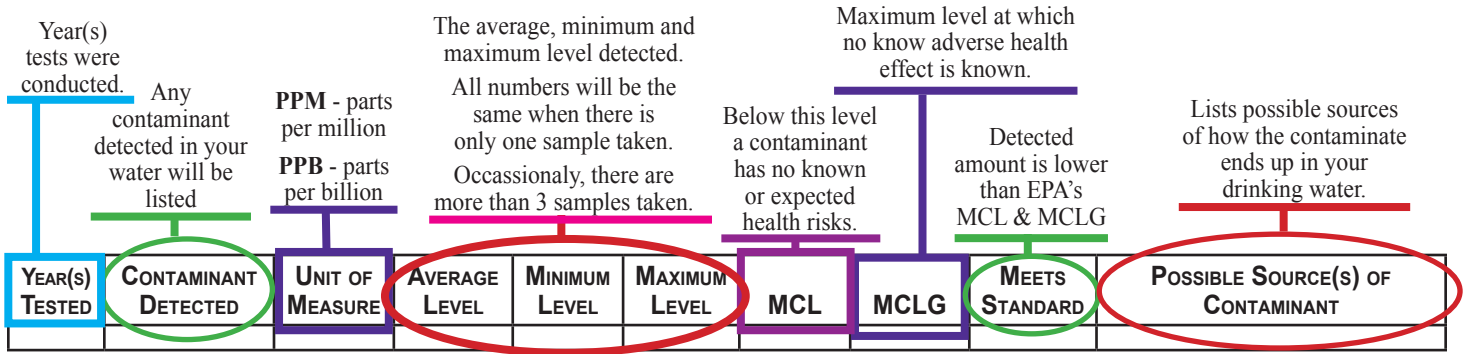 Year(s)
tests were
conducted.
Any
contaminant
detected in your
water will be
listed
PPM - parts
per million
PPB - parts
per billion
The average, minimum and
maximum level detected.
All numbers will be the
same when there is
only one sample taken.
Occassionaly, there are
more than 3 samples taken.
Below this level
a contaminant
has no known
or expected
health risks.
Maximum level at which
no know adverse health
effect is known.
Detected
amount is lower
than EPA's
MCL & MCLG
Lists possible sources
of how the contaminate
ends up in your
drinking water.
YEAR(S)
TESTED
CONTAMINANT
DETECTED
UNIT OF
MEASURE
AVERAGE
LEVEL
MINIMUM
LEVEL
MAXIMUM
LEVEL
MCL
MCLG
MEETS
STANDARD
POSSIBLE SOURCE(S) OF
CONTAMINANT